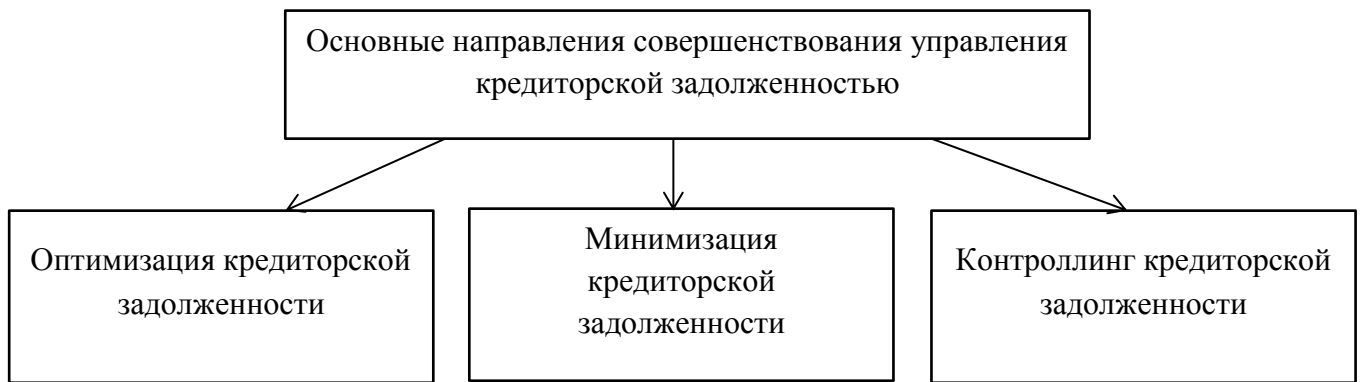 Основные направления совершенствования управления
кредиторской задолженностью
Оптимизация кредиторской
задолженности
Минимизация
кредиторской
задолженности
Контроллинг кредиторской
задолженности